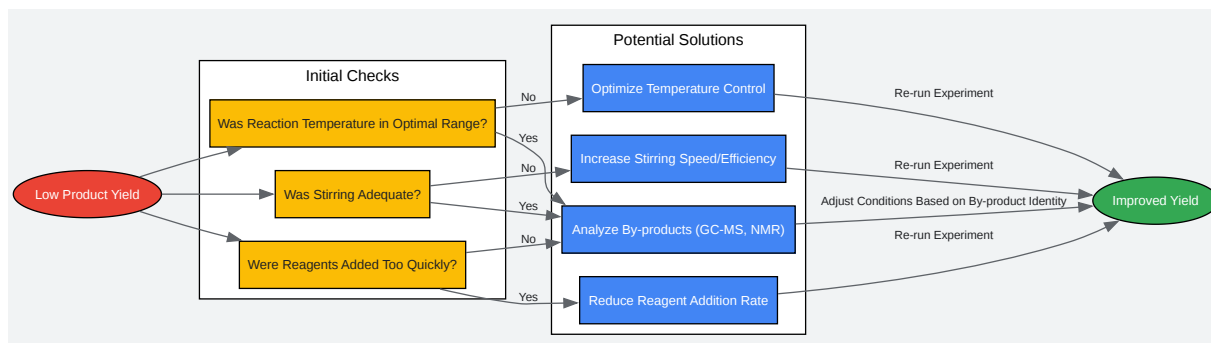 Potential Solutions
Initial Checks
Optimize Temperature Control
Re-run Experiment
No
Was Reaction Temperature in Optimal Range?
Yes
Increase Stirring Speed/Efficiency
Re-run Experiment
No
Low Product Yield
Was Stirring Adequate?
Yes
Analyze By-products (GC-MS, NMR)
Adjust Conditions Based on By-product Identity
Improved Yield
No
Were Reagents Added Too Quickly?
Re-run Experiment
Yes
Reduce Reagent Addition Rate